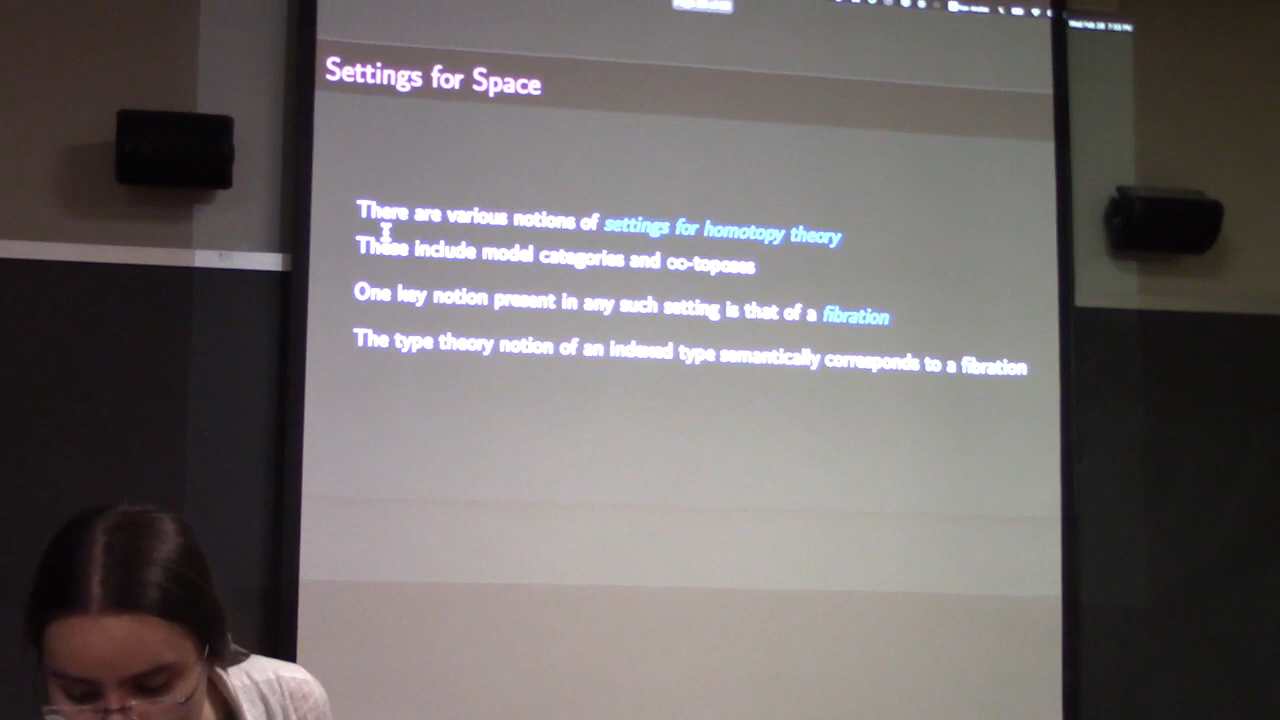 Settings for Space
There are various notions of settings for homotopy theory
These include model categories and ∞-toposes
One key notion present in any such setting is that of a fibration
The type theory notion of an indexed type semantically corresponds to a fibration